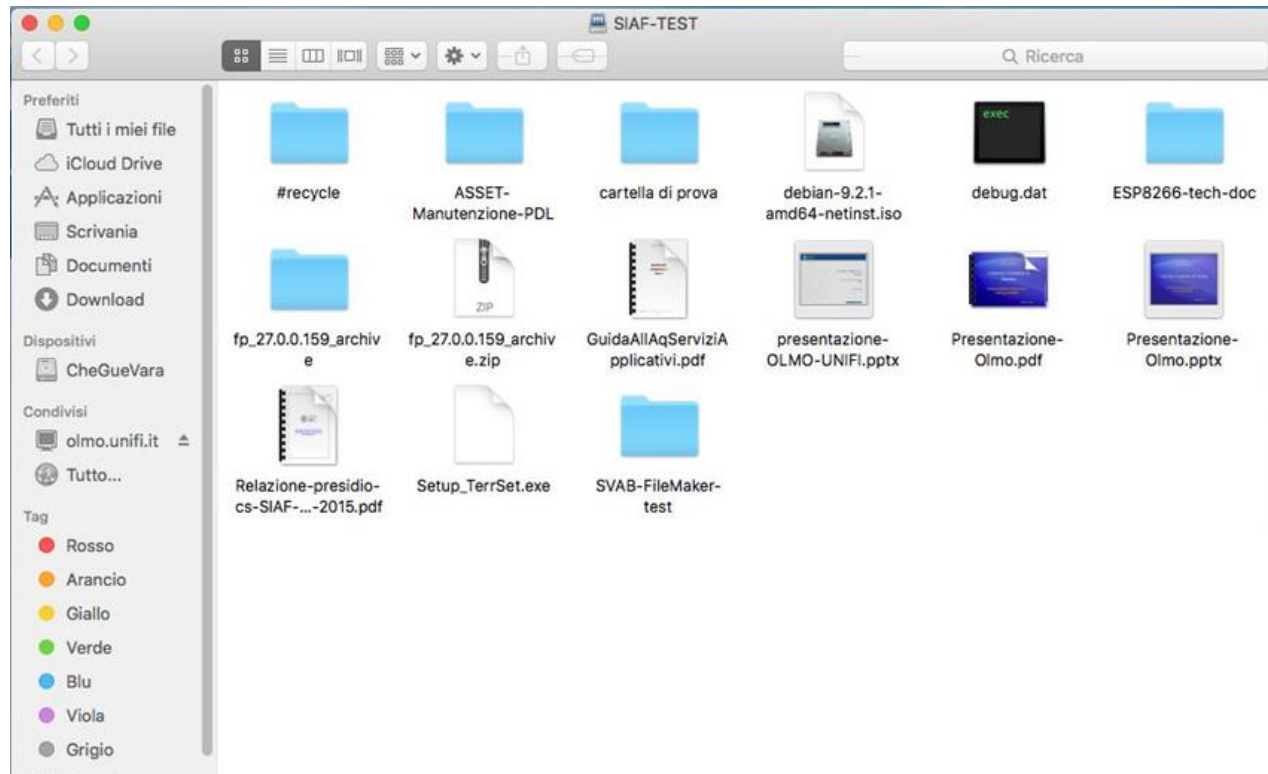 SIAF-TEST
Ricerca
Preferiti
Tutti i miei file
iCloud Drive
Applicazioni
Scrivania
Documenti
Download
Dispositivi
CheGueVara
Condivisi
olmo.unifi.it
Tutto...
Tag
Rosso
Arancio
Giallo
Verde
Blu
Viola
Grigio
#recycle
ASSET-
Manutenzione-PDL
cartella di prova
debian-9.2.1-
amd64-netinst.iso
exec
debug.dat
ESP8266-tech-doc
fp_27.0.0.159_archiv
e
ZIP
fp_27.0.0.159_archiv
e.zip
GuidaAllAqServiziA
pplicativi.pdf
presentazione-
OLMO-UNIFI.pptx
Presentazione-
Olmo.pdf
Presentazione-
Olmo.pptx
Relazione-presidio-
cs-SIAF-...-2015.pdf
Setup_TerrSet.exe
SVAB-FileMaker-
test